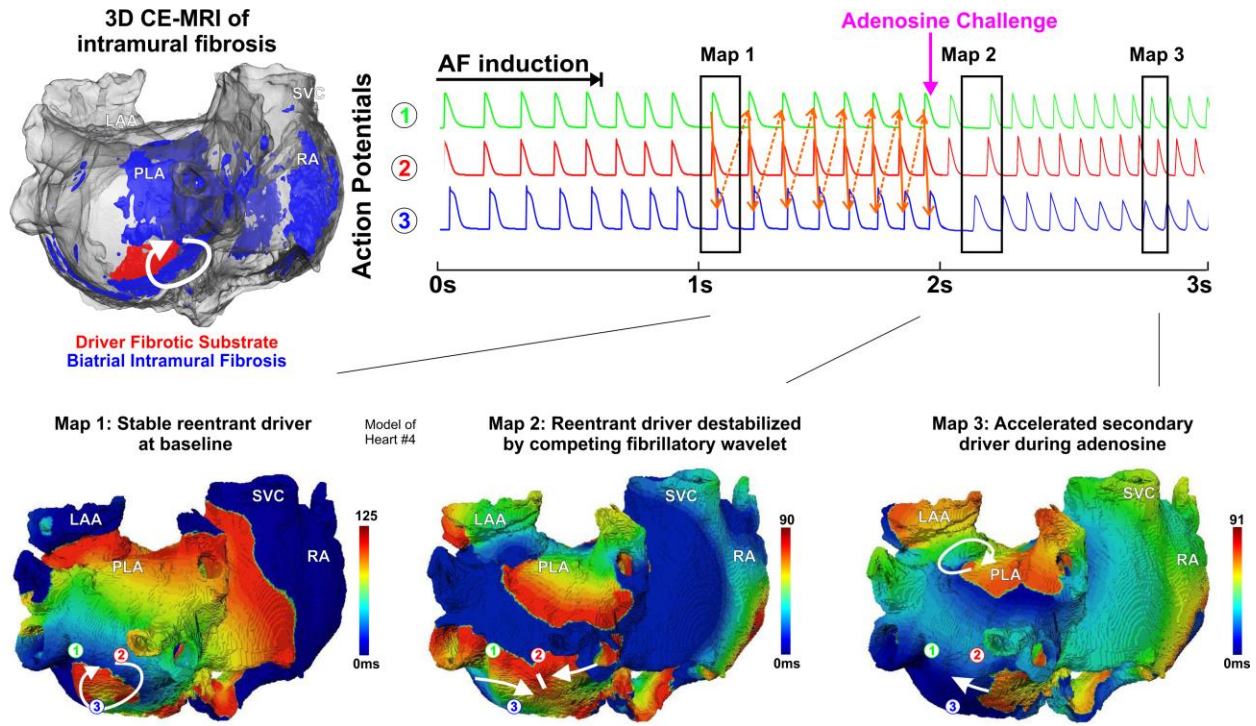 3D CE-MRI of
intramural fibrosis
LAA
SVC
PLA
RA
Driver Fibrotic Substrate
Biatrial Intramural Fibrosis
Adenosine Challenge
Map 1
Map 2
Map 3
AF induction
Action Potentials
1
2
3
0s
1s
2s
3s
Map 1: Stable reentrant driver
at baseline
Model of
Heart #4
LAA
SVC
PLA
RA
1
2
3
125
0ms
Map 2: Reentrant driver destabilized
by competing fibrillatory wavelet
LAA
SVC
PLA
RA
1
2
3
90
0ms
Map 3: Accelerated secondary
driver during adenosine
LAA
SVC
PLA
RA
1
2
3
91
0ms